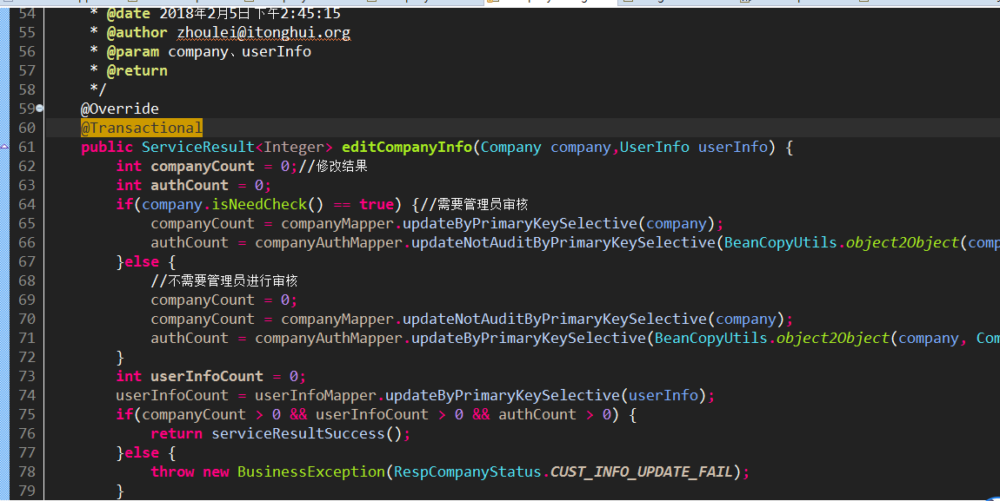 54 * @date 2018年2月5日 下午2:45:15
55 * @author zhoulei@itonghui.org
56 * @param company、userInfo
57 * @return
58 */
59 @Override
60 @Transactional
61 public ServiceResult<Integer> editCompanyInfo(Company company,UserInfo userInfo) {
62 int companyCount = 0;//修改结果
63 int authCount = 0;
64 if(company.isNeedCheck() == true) {//需要管理员审核
65 companyCount = companyMapper.updateByPrimaryKeySelective(company);
66 authCount = companyAuthMapper.updateNotAuditByPrimaryKeySelective(BeanCopyUtils.object2Object(comp
67 }else {
68 //不需要管理员进行审核
69 companyCount = 0;
70 companyCount = companyMapper.updateNotAuditByPrimaryKeySelective(company);
71 authCount = companyAuthMapper.updateByPrimaryKeySelective(BeanCopyUtils.object2Object(company, Com
72 }
73 int userInfoCount = 0;
74 userInfoCount = userInfoMapper.updateByPrimaryKeySelective(userInfo);
75 if(companyCount > 0 && userInfoCount > 0 && authCount > 0) {
76 return serviceResultSuccess();
77 }else {
78 throw new BusinessException(RespCompanyStatus.CUST_INFO_UPDATE_FAIL);
79 }